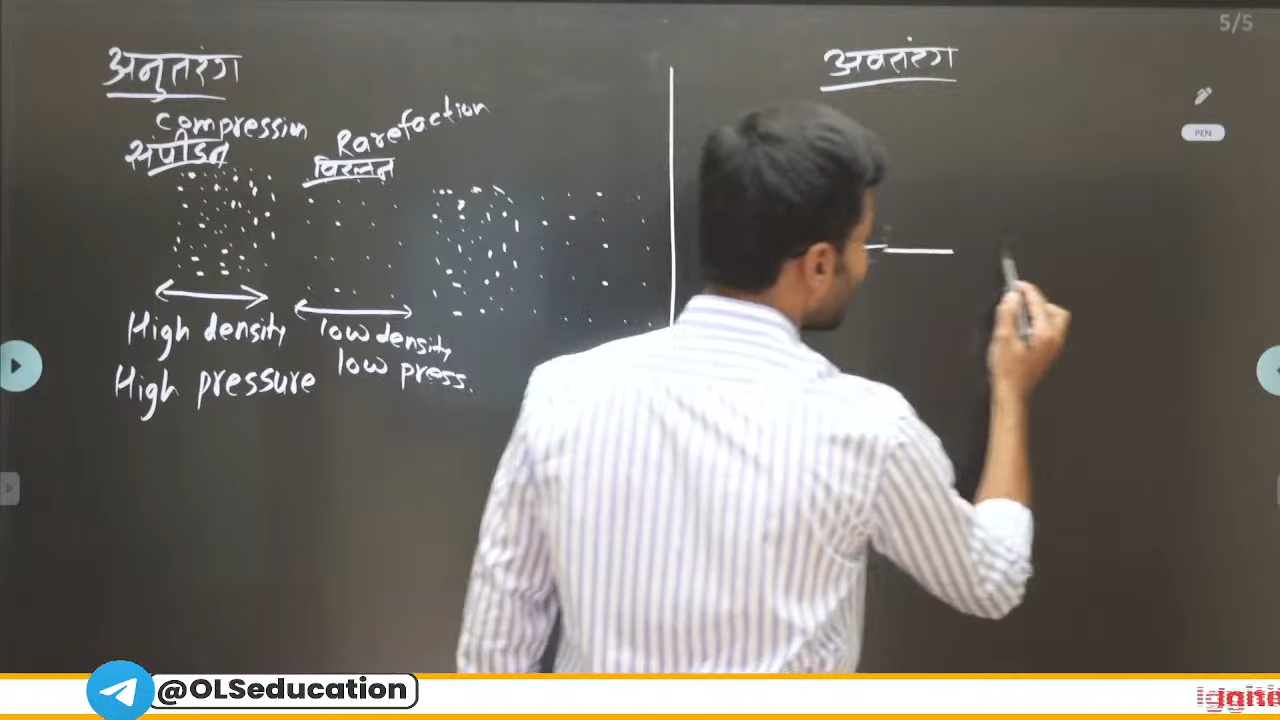 5/5
अनुतरंग
अवतरंग
compression
संपीडन
Rarefaction
विरलन
PEN
High density
High pressure
low density
low press.
@OLSeducation